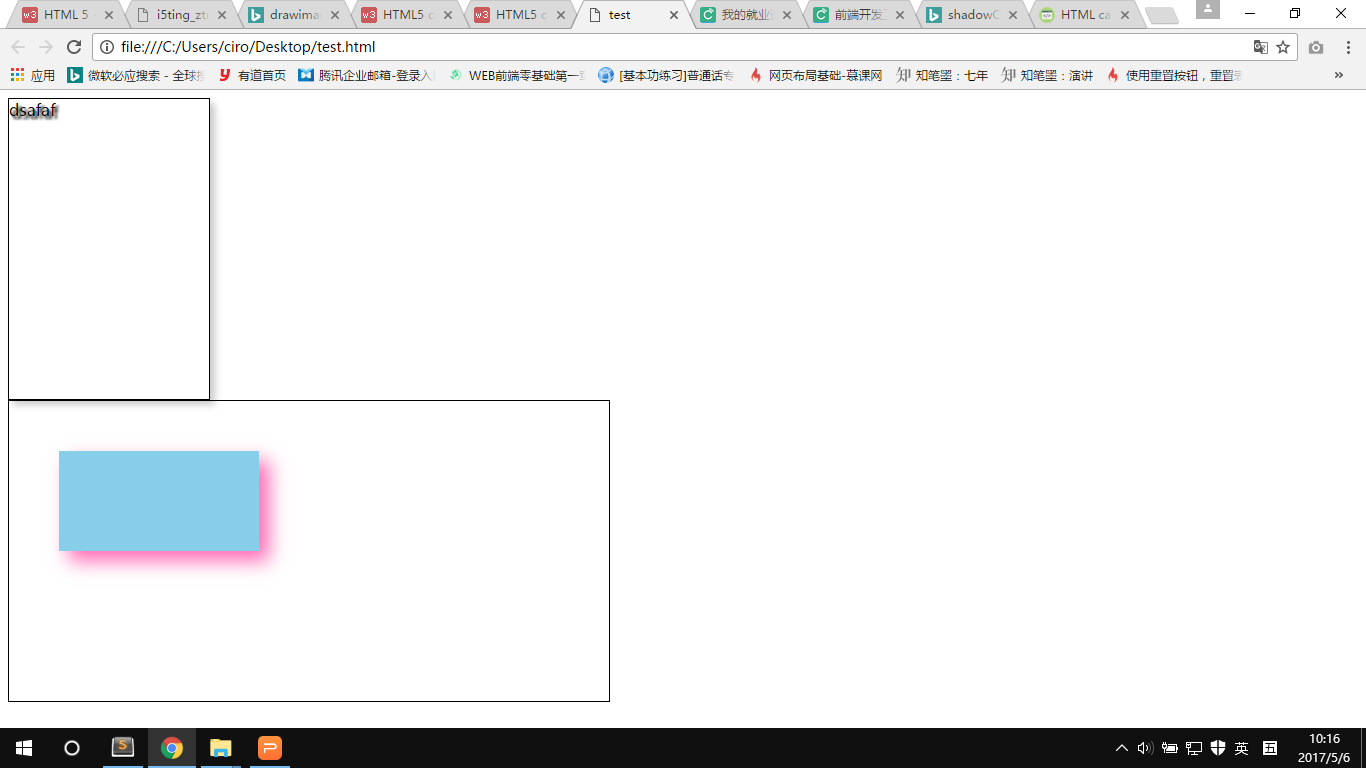 HTML 5
i5ting_zt
drawima
HTML5 c
HTML5 c
test
我的就业
前端开发
shadowC
HTML ca
file:///C:/Users/ciro/Desktop/test.html
应用
微软必应搜索 - 全球搜
有道首页
腾讯企业邮箱-登录入
WEB前端零基础第一
[基本功练习]普通话专
网页布局基础-慕课网
知笔墨：七年
知笔墨：演讲
使用重置按钮，重置
dsafaf
英
10:16
2017/5/6